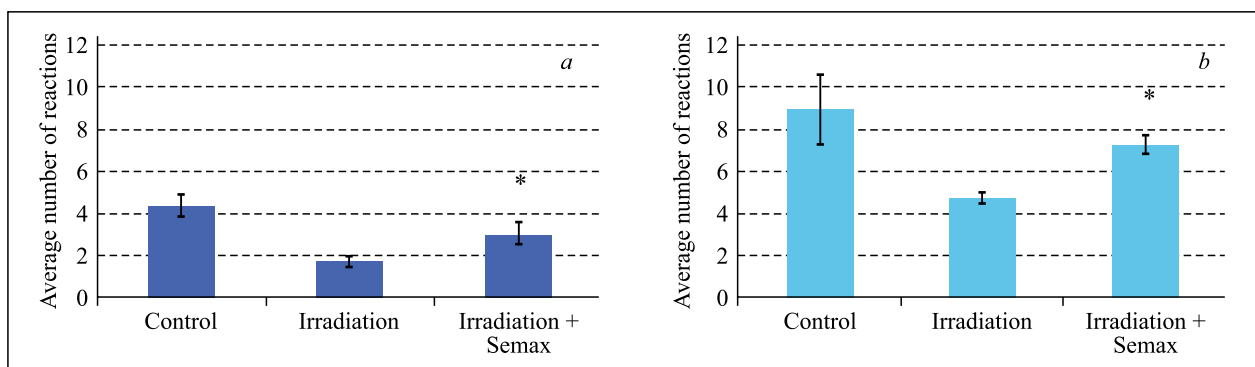 Average number of reactions
12
10
8
6
4
2
0
a
*
Control
Irradiation
Irradiation +
Semax
Average number of reactions
12
10
8
6
4
2
0
b
*
Control
Irradiation
Irradiation +
Semax